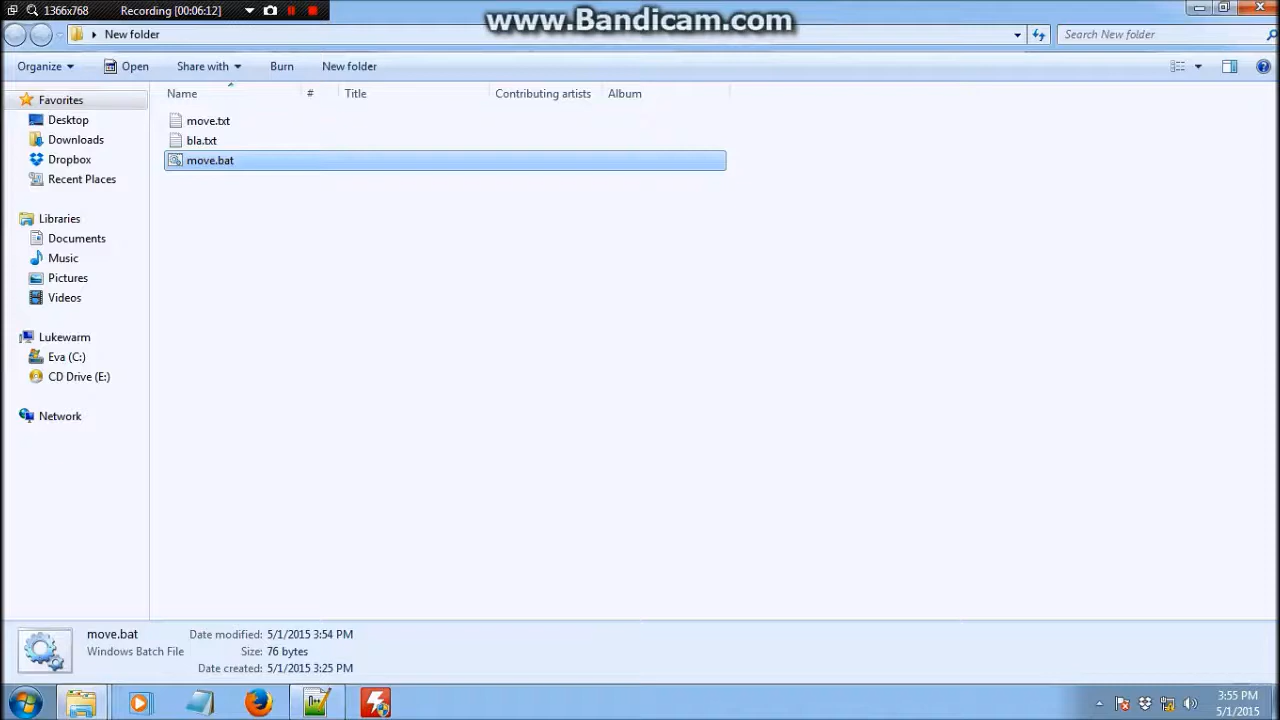 1366x768 Recording [00:06:12]
www.Bandicam.com
New folder
Search New folder
Organize Open Share with Burn New folder
Name # Title Contributing artists Album
Favorites
Desktop
Downloads
Dropbox
Recent Places
Libraries
Documents
Music
Pictures
Videos
Lukewarm
Eva (C:)
CD Drive (E:)
Network
move.txt
bla.txt
move.bat
move.bat Date modified: 5/1/2015 3:54 PM
Windows Batch File Size: 76 bytes
Date created: 5/1/2015 3:25 PM
3:55 PM
5/1/2015